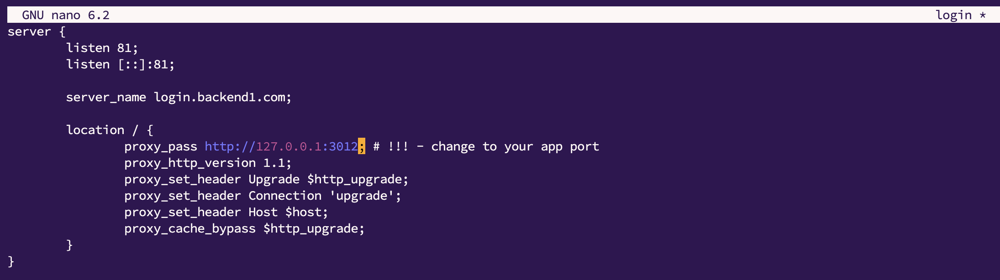 GNU nano 6.2 login *
server {
listen 81;
listen [::]:81;
server_name login.backend1.com;
location / {
proxy_pass http://127.0.0.1:3012; # !!! - change to your app port
proxy_http_version 1.1;
proxy_set_header Upgrade $http_upgrade;
proxy_set_header Connection 'upgrade';
proxy_set_header Host $host;
proxy_cache_bypass $http_upgrade;
}
}